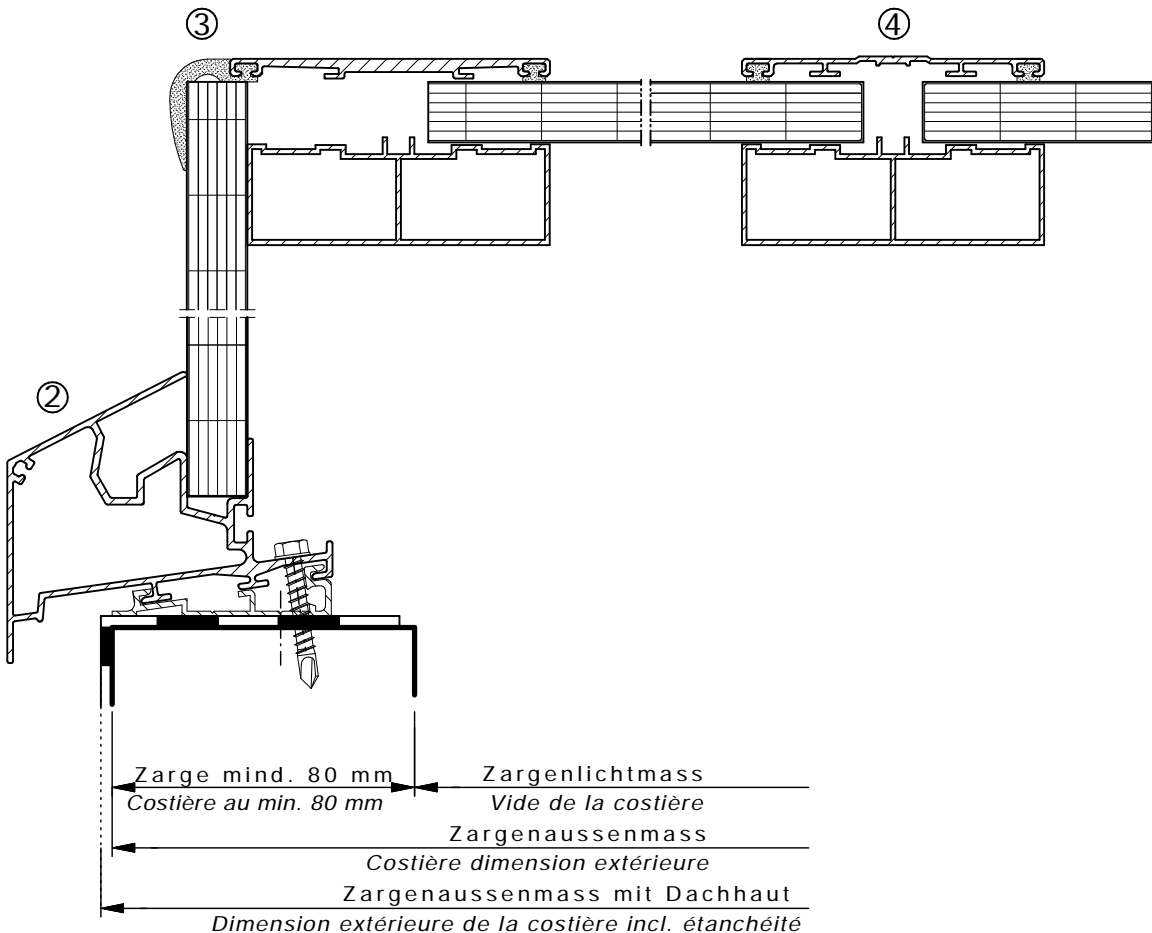 ③
④
②
Zarge mind. 80 mm
Costière au min. 80 mm
Zargenlichtmass
Vide de la costière
Zargenaussenmass
Costière dimension extérieure
Zargenaussenmass mit Dachhaut
Dimension extérieure de la costière incl. étanchéité